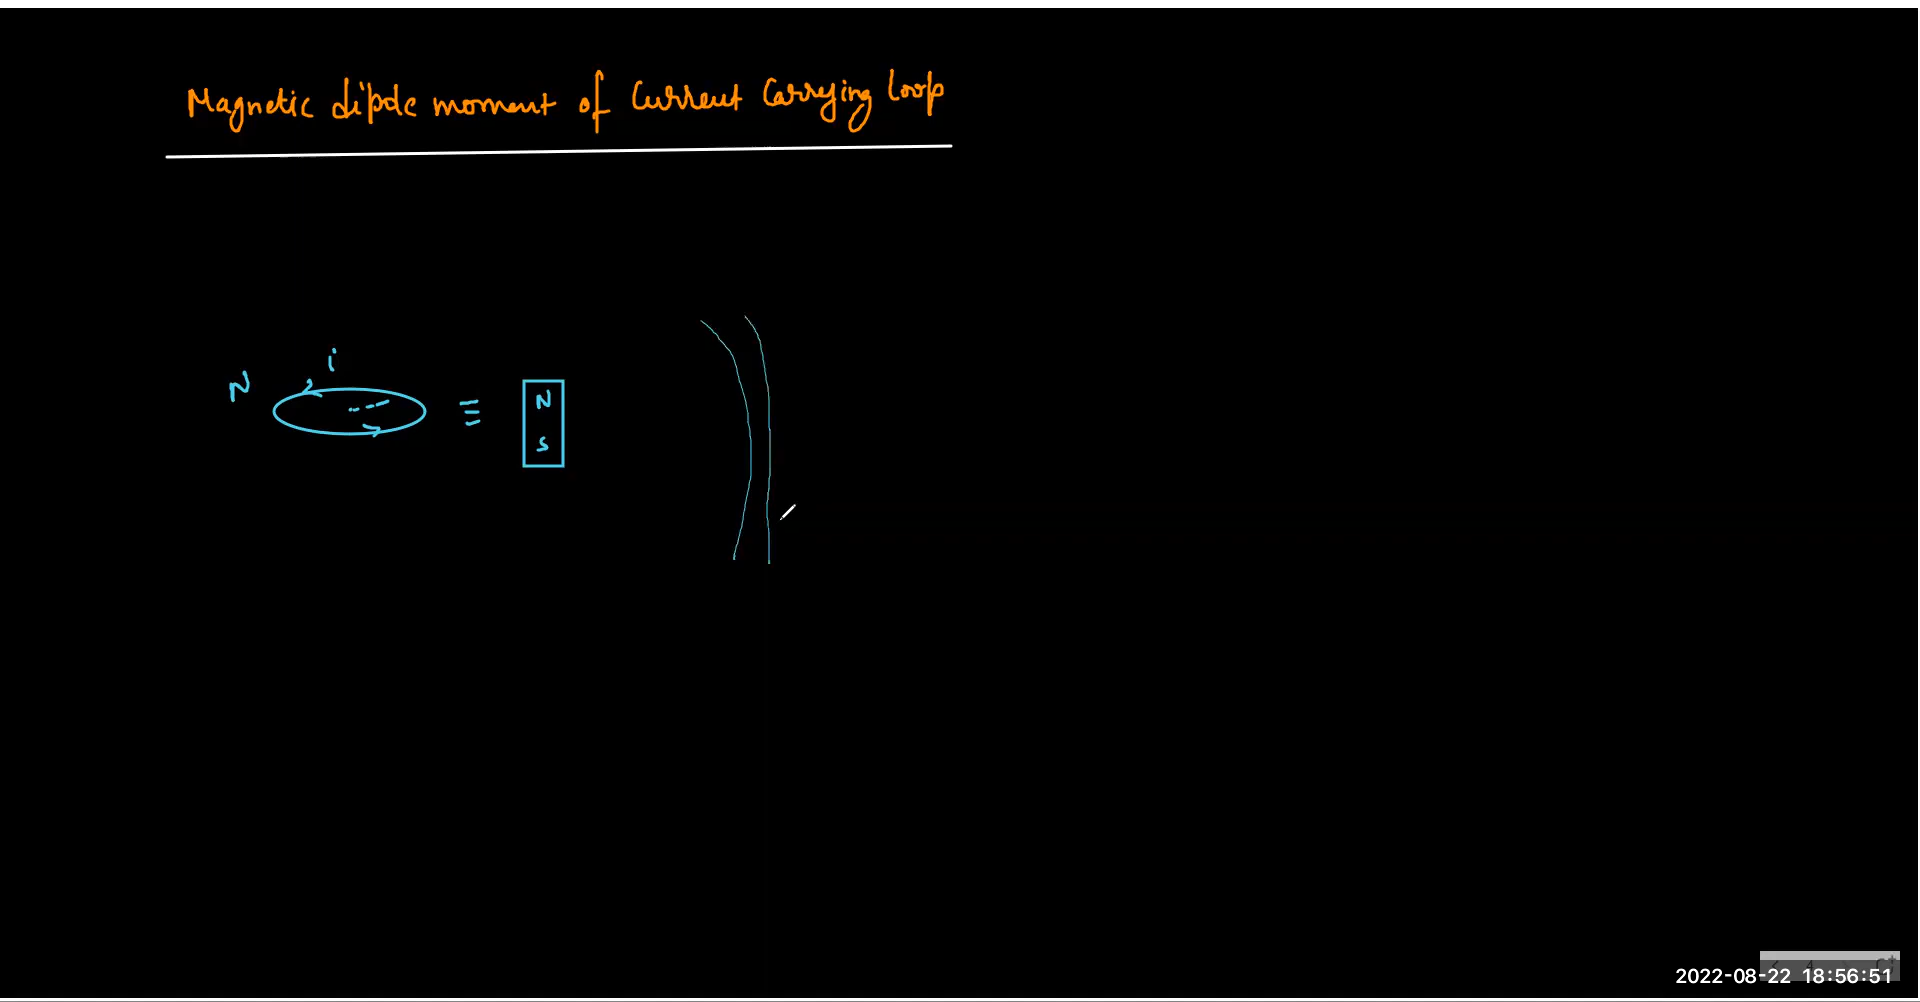 Magnetic dipole moment of Current Carrying Loop
i
N
≡
N
S
2022-08-22 18:56:51